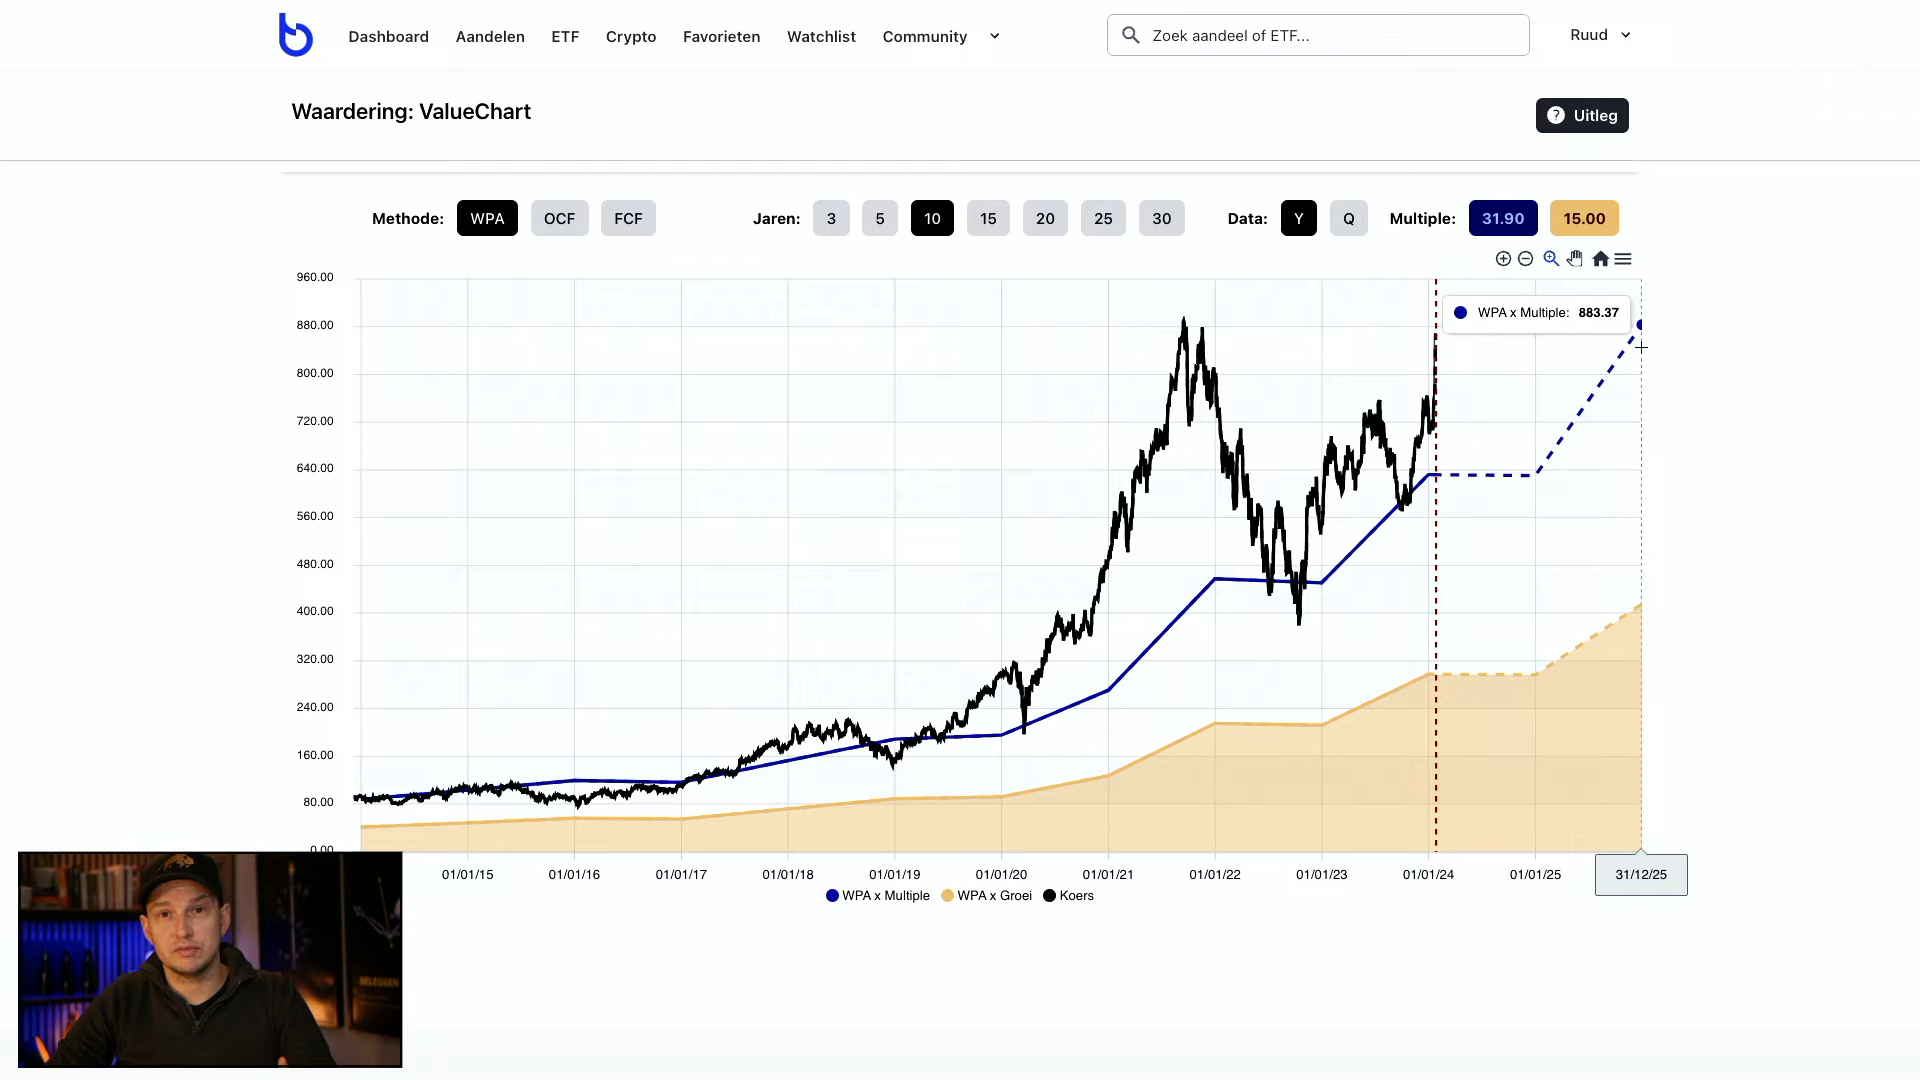 Dashboard Aandelen ETF Crypto Favorieten Watchlist Community Zoek aandeel of ETF... Ruud
Waardering: ValueChart ? Uitleg
Methode: WPA OCF FCF Jaren: 3 5 10 15 20 25 30 Data: Y Q Multiple: 31.90 15.00
960.00
WPA x Multiple: 883.37
880.00
800.00
720.00
640.00
560.00
480.00
400.00
320.00
240.00
160.00
80.00
0.00
01/01/15 01/01/16 01/01/17 01/01/18 01/01/19 01/01/20 01/01/21 01/01/22 01/01/23 01/01/24 01/01/25 31/12/25
WPA x Multiple WPA x Groei Koers
BELEGGEN